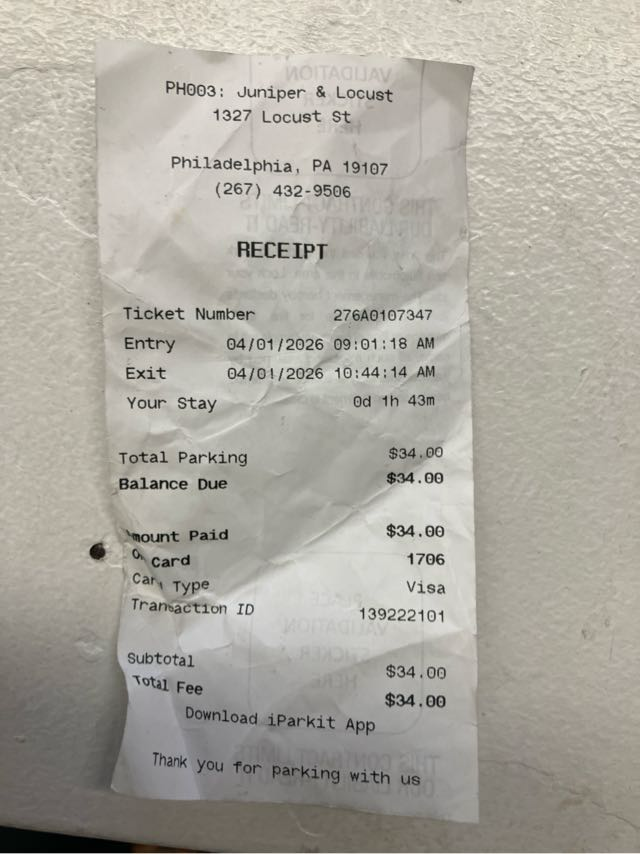 PH003: Juniper & Locust
1327 Locust St
Philadelphia, PA 19107
(267) 432-9506
RECEIPT
Ticket Number 276A0107347
Entry 04/01/2026 09:01:18 AM
Exit 04/01/2026 10:44:14 AM
Your Stay 0d 1h 43m
Total Parking $34.00
Balance Due $34.00
Amount Paid $34.00
On Card 1706
Card Type Visa
Transaction ID 139222101
Subtotal $34.00
Total Fee $34.00
Download iParkit App
Thank you for parking with us